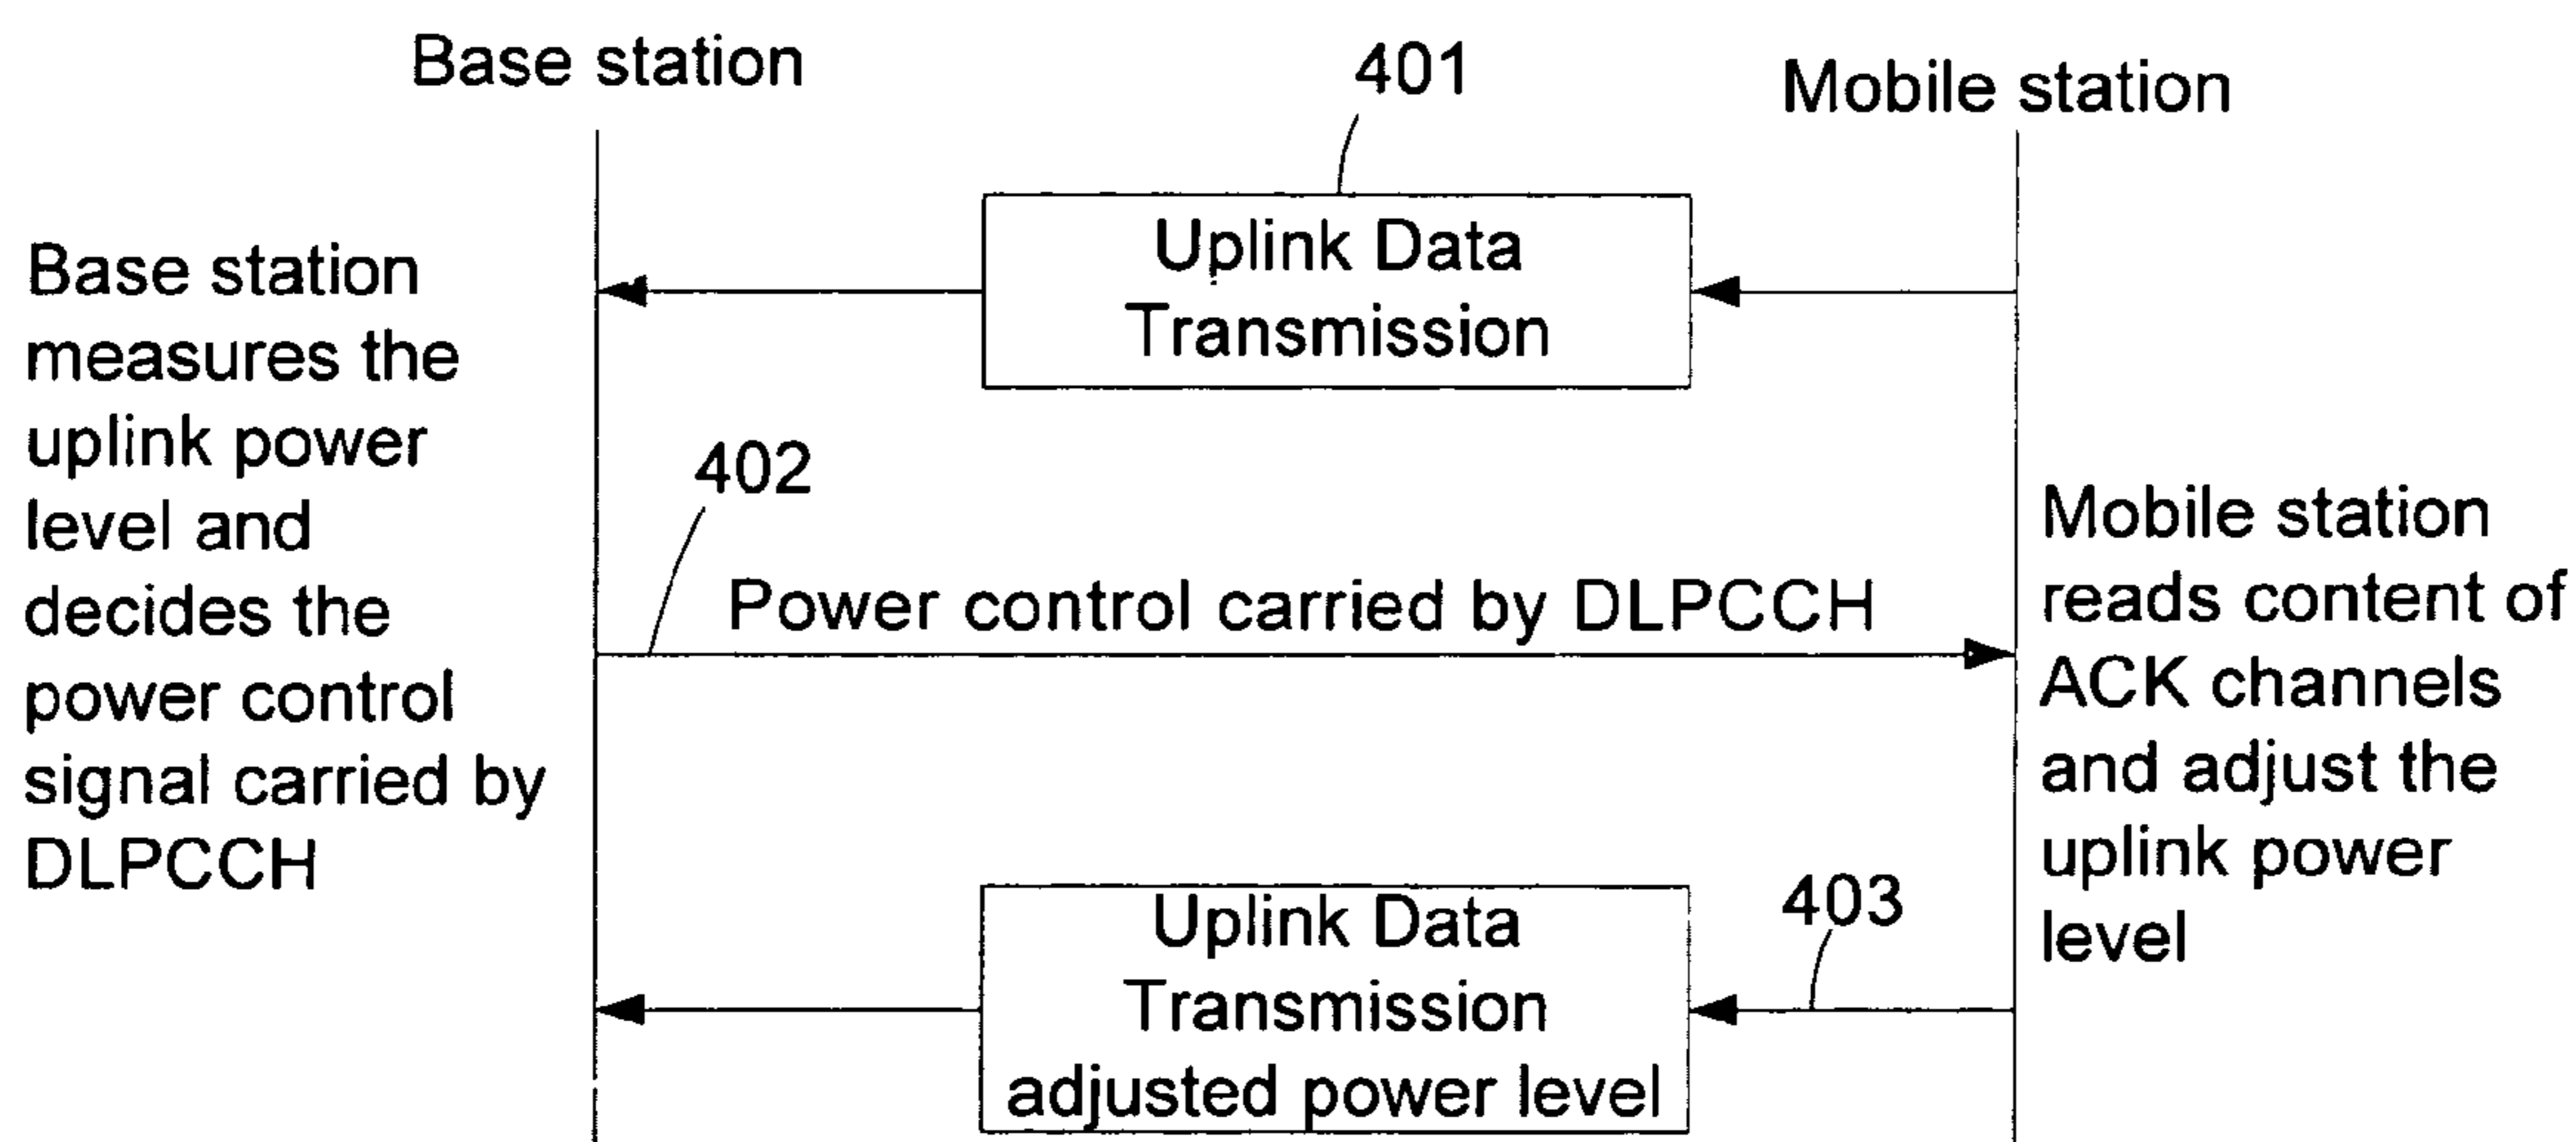 Base station
401
Mobile station
Uplink Data
Transmission
Base station
measures the
uplink power
level and
decides the
power control
signal carried by
DLPCCH
402
Power control carried by DLPCCH
Mobile station
reads content of
ACK channels
and adjust the
uplink power
level
Uplink Data
Transmission
adjusted power level
403